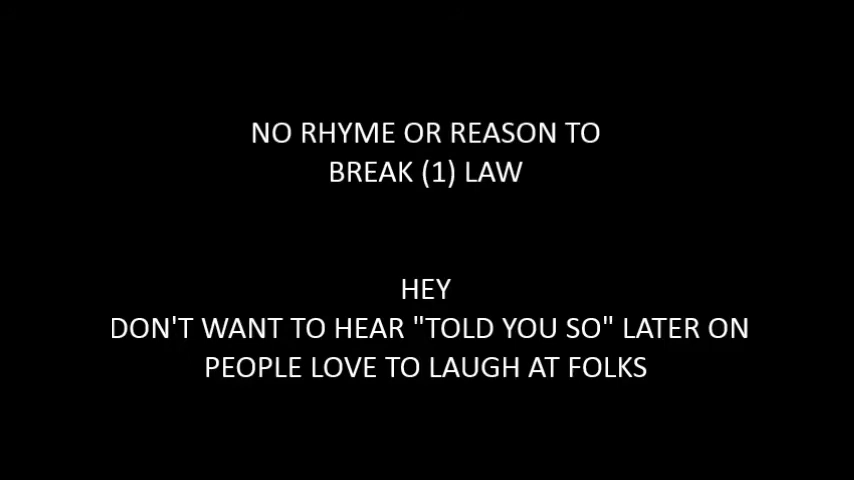 NO RHYME OR REASON TO
BREAK (1) LAW
HEY
DON'T WANT TO HEAR "TOLD YOU SO" LATER ON
PEOPLE LOVE TO LAUGH AT FOLKS